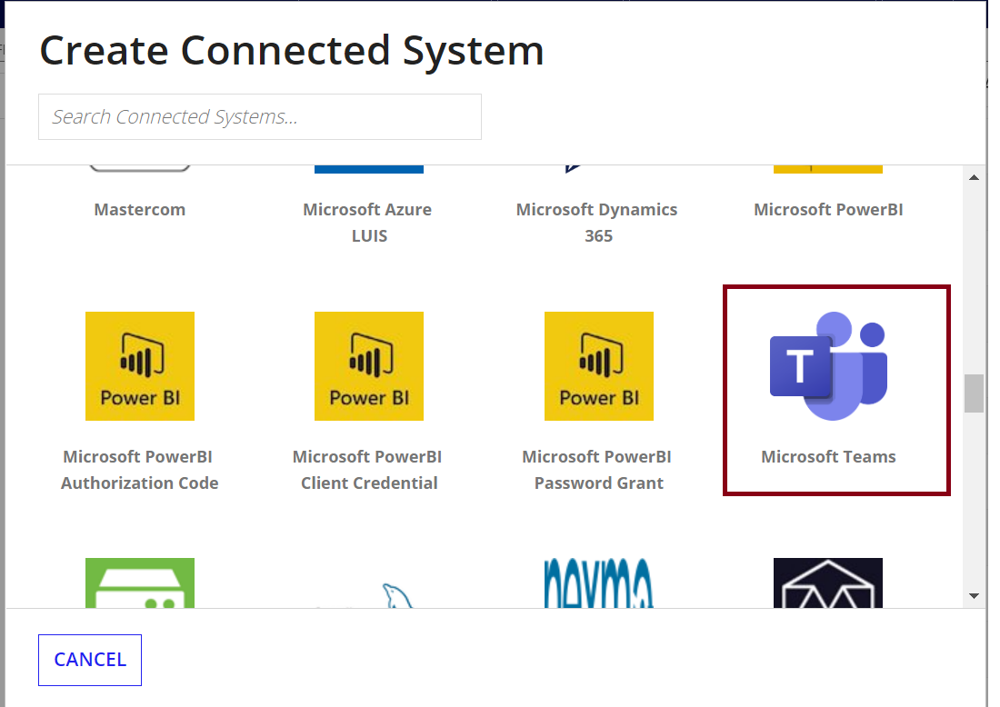 Create Connected System
Search Connected Systems...
Mastercom
Microsoft Azure
LUIS
Microsoft Dynamics
365
Microsoft PowerBI
Power BI
Power BI
Power BI
T
Microsoft PowerBI
Authorization Code
Microsoft PowerBI
Client Credential
Microsoft PowerBI
Password Grant
Microsoft Teams
CANCEL